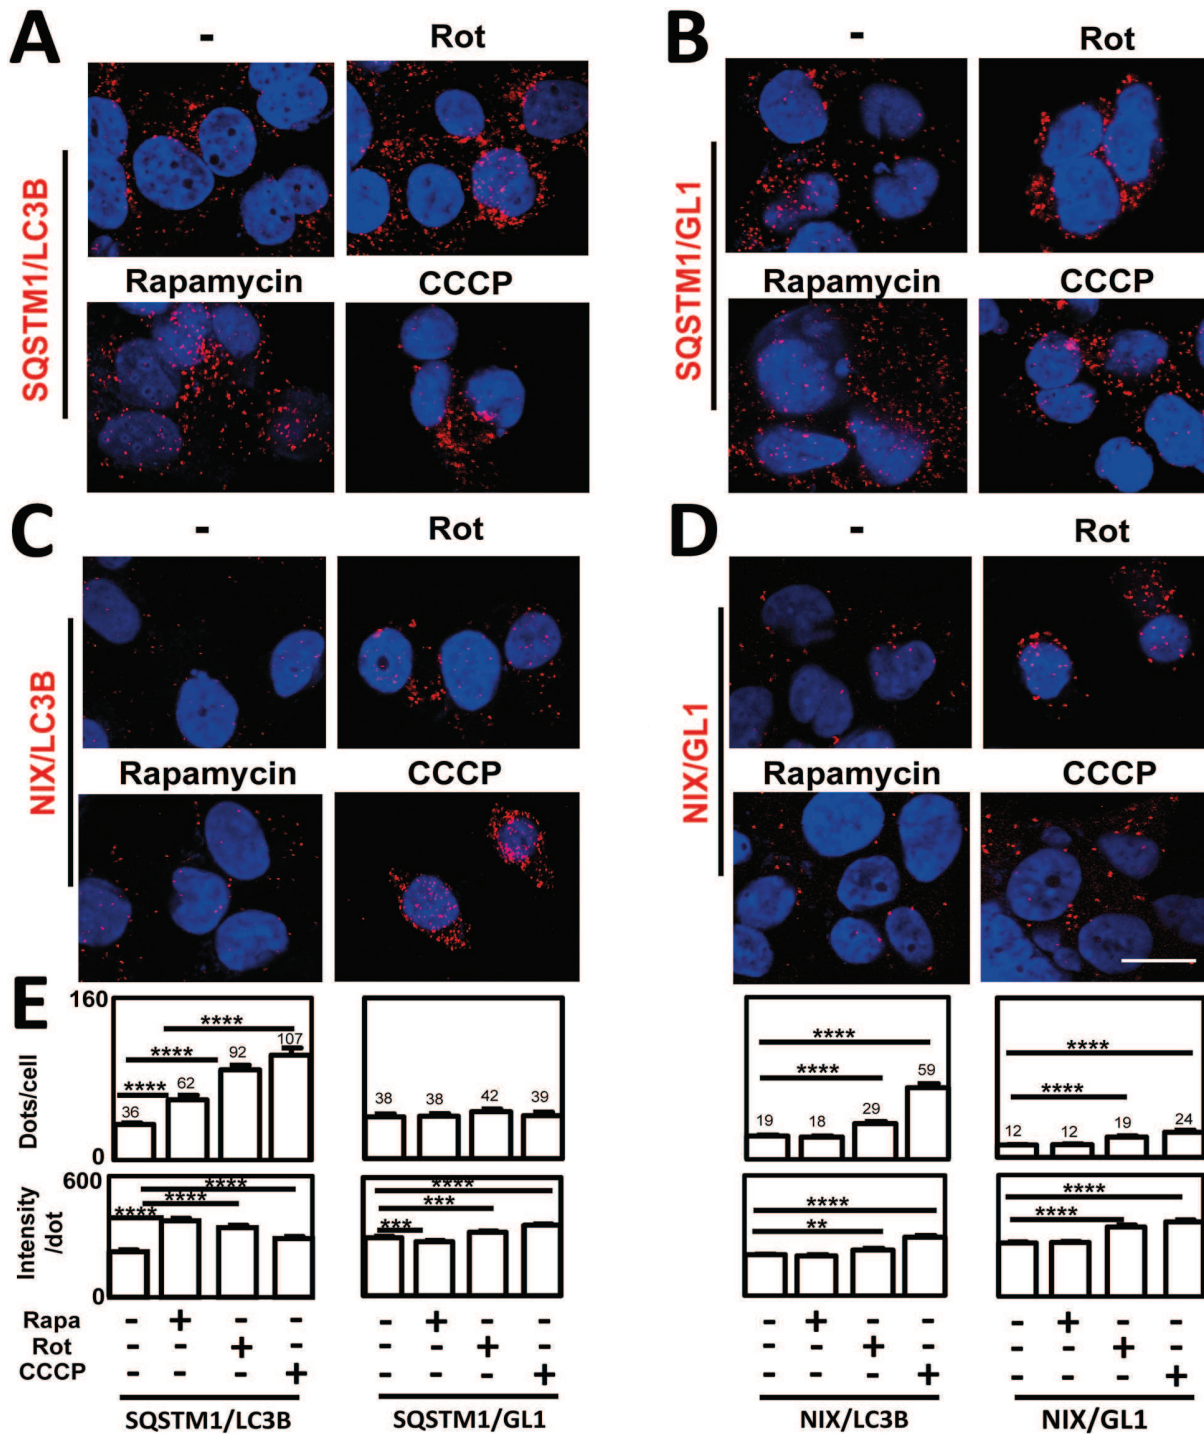 A
-
Rot
SQSTM1/LC3B
Rapamycin
CCCP
B
-
Rot
SQSTM1/GL1
Rapamycin
CCCP
C
-
Rot
NIX/LC3B
Rapamycin
CCCP
D
-
Rot
NIX/GL1
Rapamycin
CCCP
E
Dots/cell
160
0
36
62
92
107
****
****
****
38
38
42
39
19
18
29
59
****
****
12
12
19
24
****
****
Intensity
/dot
600
0
****
****
****
***
***
****
**
****
****
****
Rapa - + - - - + - - - + - - - + - -
Rot - - + - - - + - - - + - - - + -
CCCP - - - + - - - + - - - + - - - +
SQSTM1/LC3B
SQSTM1/GL1
NIX/LC3B
NIX/GL1